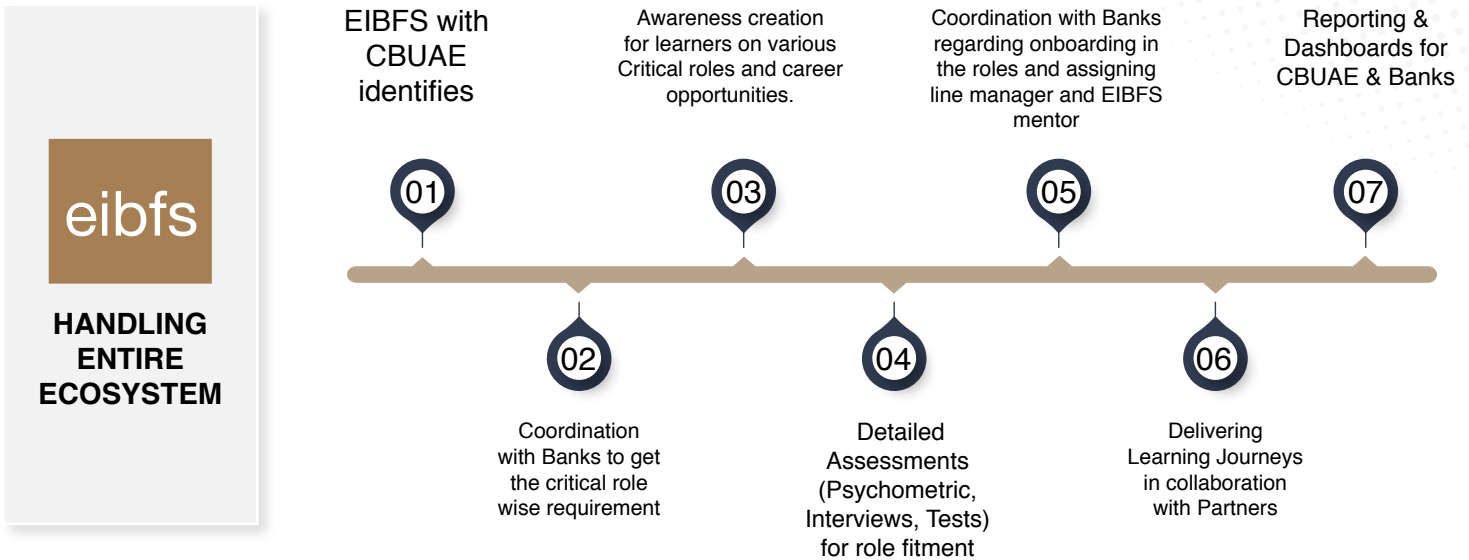 eibfs
HANDLING
ENTIRE
ECOSYSTEM
EIBFS with
CBUAE
identifies
01
Coordination
with Banks to get
the critical role
wise requirement
02
Awareness creation
for learners on various
Critical roles and career
opportunities.
03
Detailed
Assessments
(Psychometric,
Interviews, Tests)
for role fitment
04
Coordination with Banks
regarding onboarding in
the roles and assigning
line manager and EIBFS
mentor
05
Delivering
Learning Journeys
in collaboration
with Partners
06
Reporting &
Dashboards for
CBUAE & Banks
07